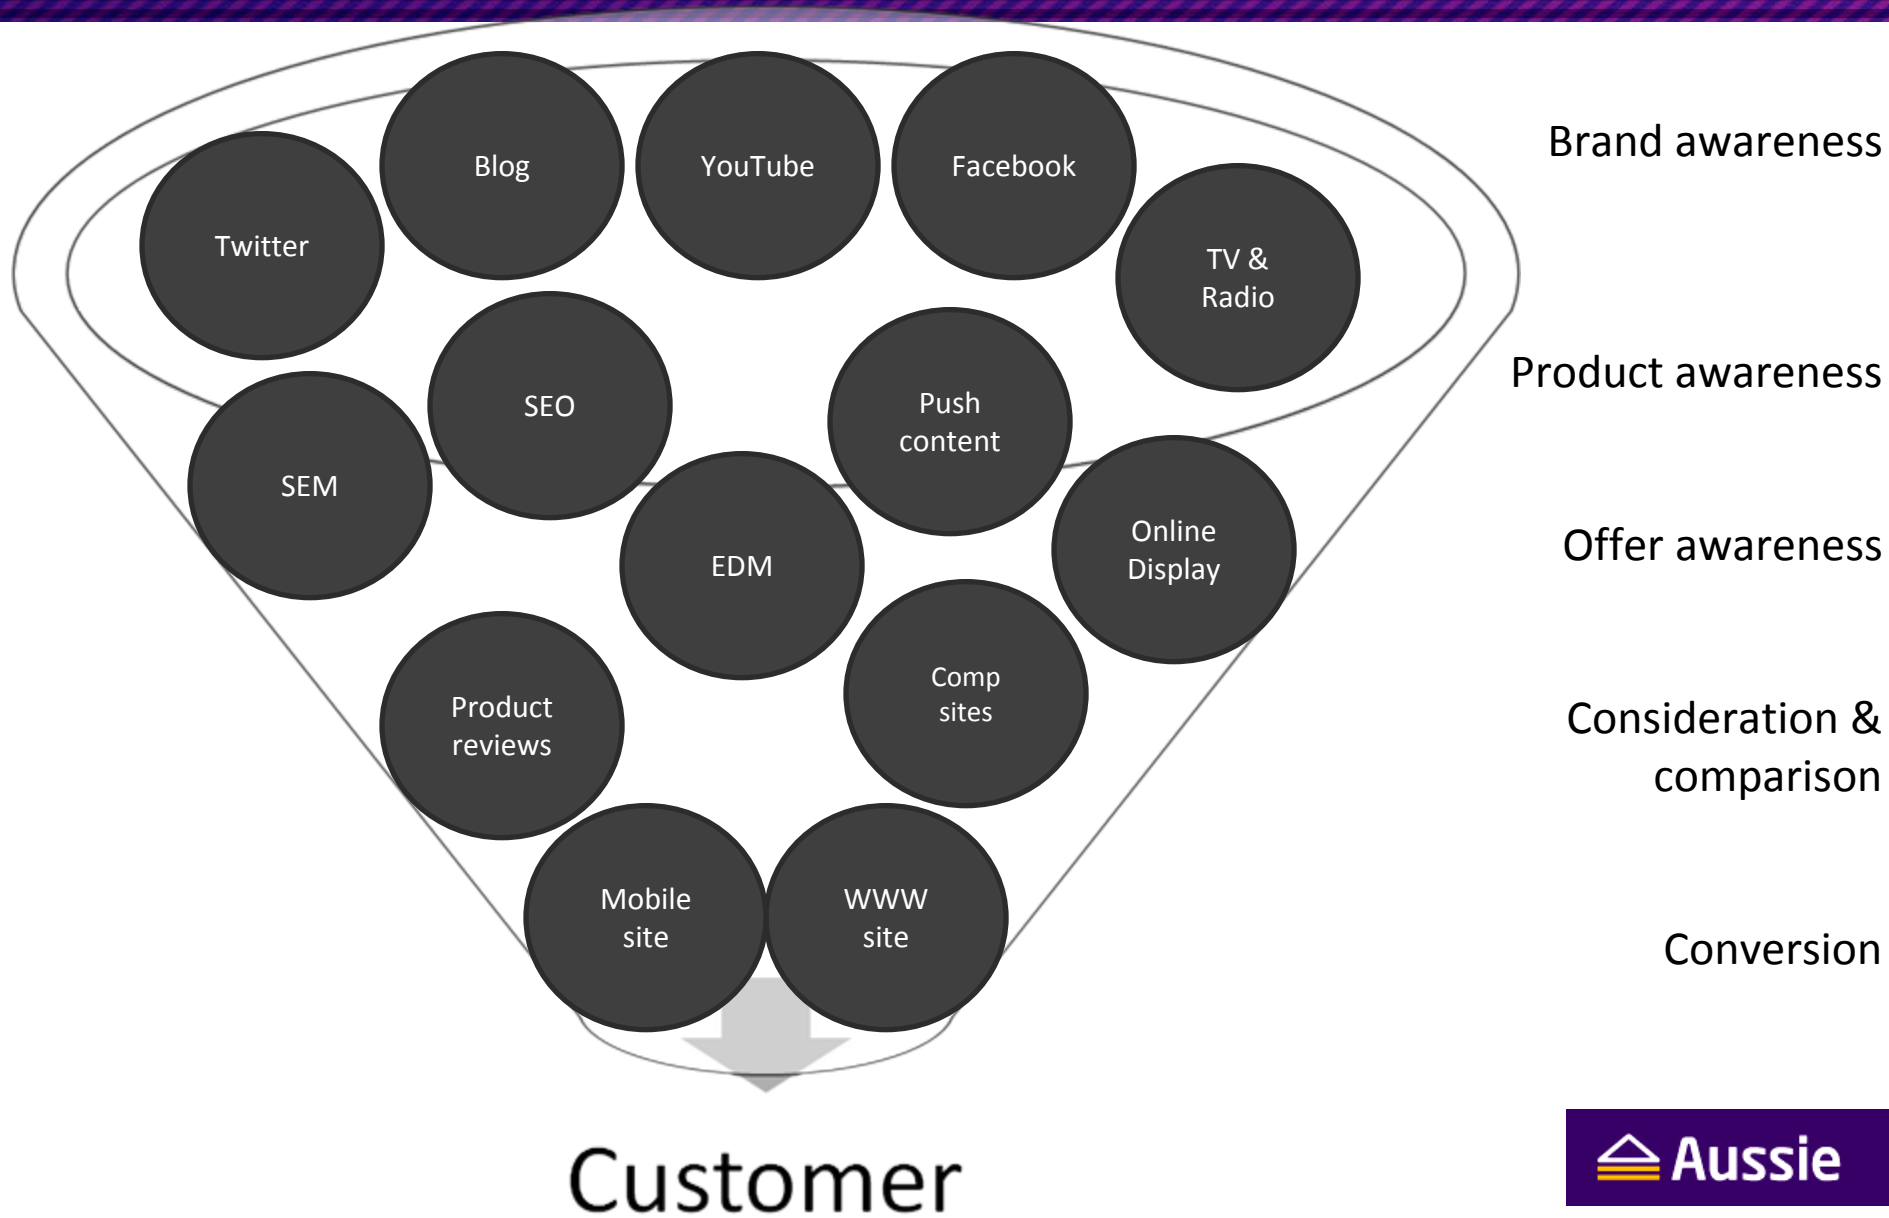 Blog
YouTube
Facebook
Brand awareness
Twitter
TV &
Radio
Product awareness
SEO
Push
content
SEM
Online
Display
Offer awareness
EDM
Comp
sites
Product
reviews
Consideration &
comparison
Mobile
site
WWW
site
Conversion
Customer
Aussie